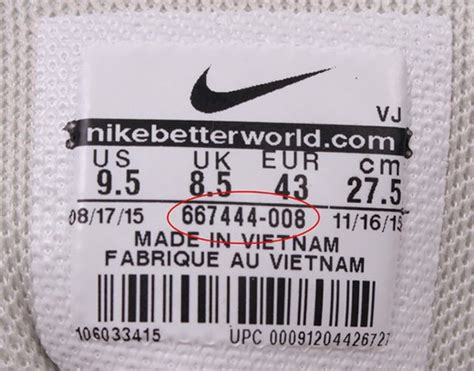 VJ
nikebetterworld.com
US UK EUR cm
9.5 8.5 43 27.5
08/17/15 667444-008 11/16/15
MADE IN VIETNAM
FABRIQUE AU VIETNAM
106033415 UPC 00091204426727